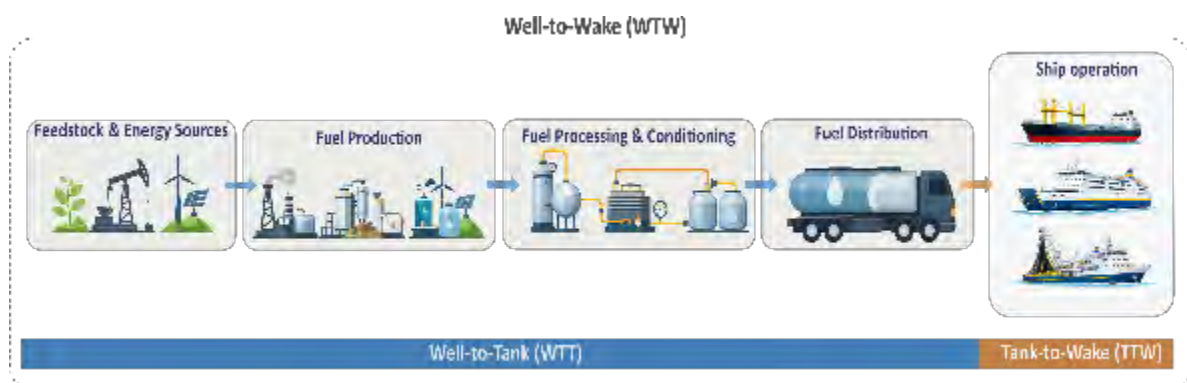 Well-to-Wake (WTW)
Feedstock & Energy Sources
Fuel Production
Fuel Processing & Conditioning
Fuel Distribution
Ship operation
Well-to-Tank (WTT)
Tank-to-Wake (TTW)